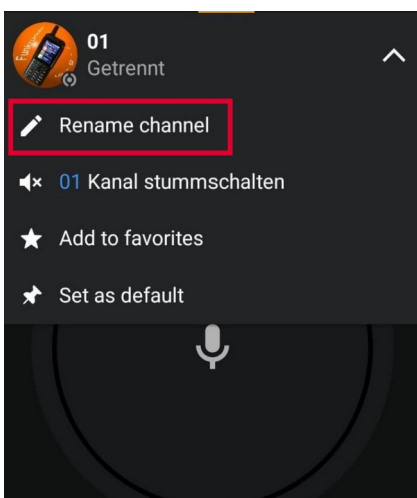 01
Getrennt
Rename channel
01 Kanal stummschalten
Add to favorites
Set as default